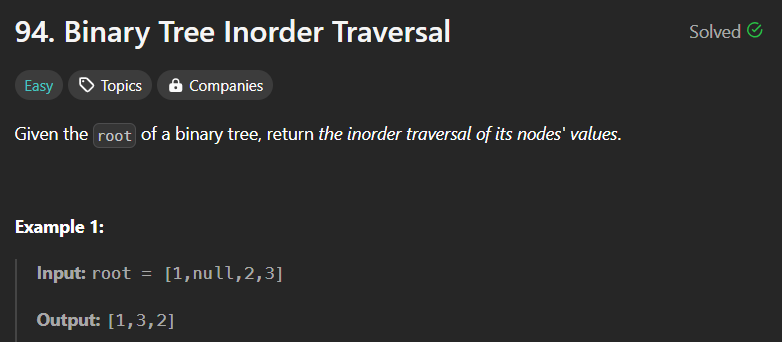 94. Binary Tree Inorder Traversal
Solved
Easy
Topics
Companies
Given the root of a binary tree, return the inorder traversal of its nodes' values.
Example 1:
Input: root = [1,null,2,3]
Output: [1,3,2]